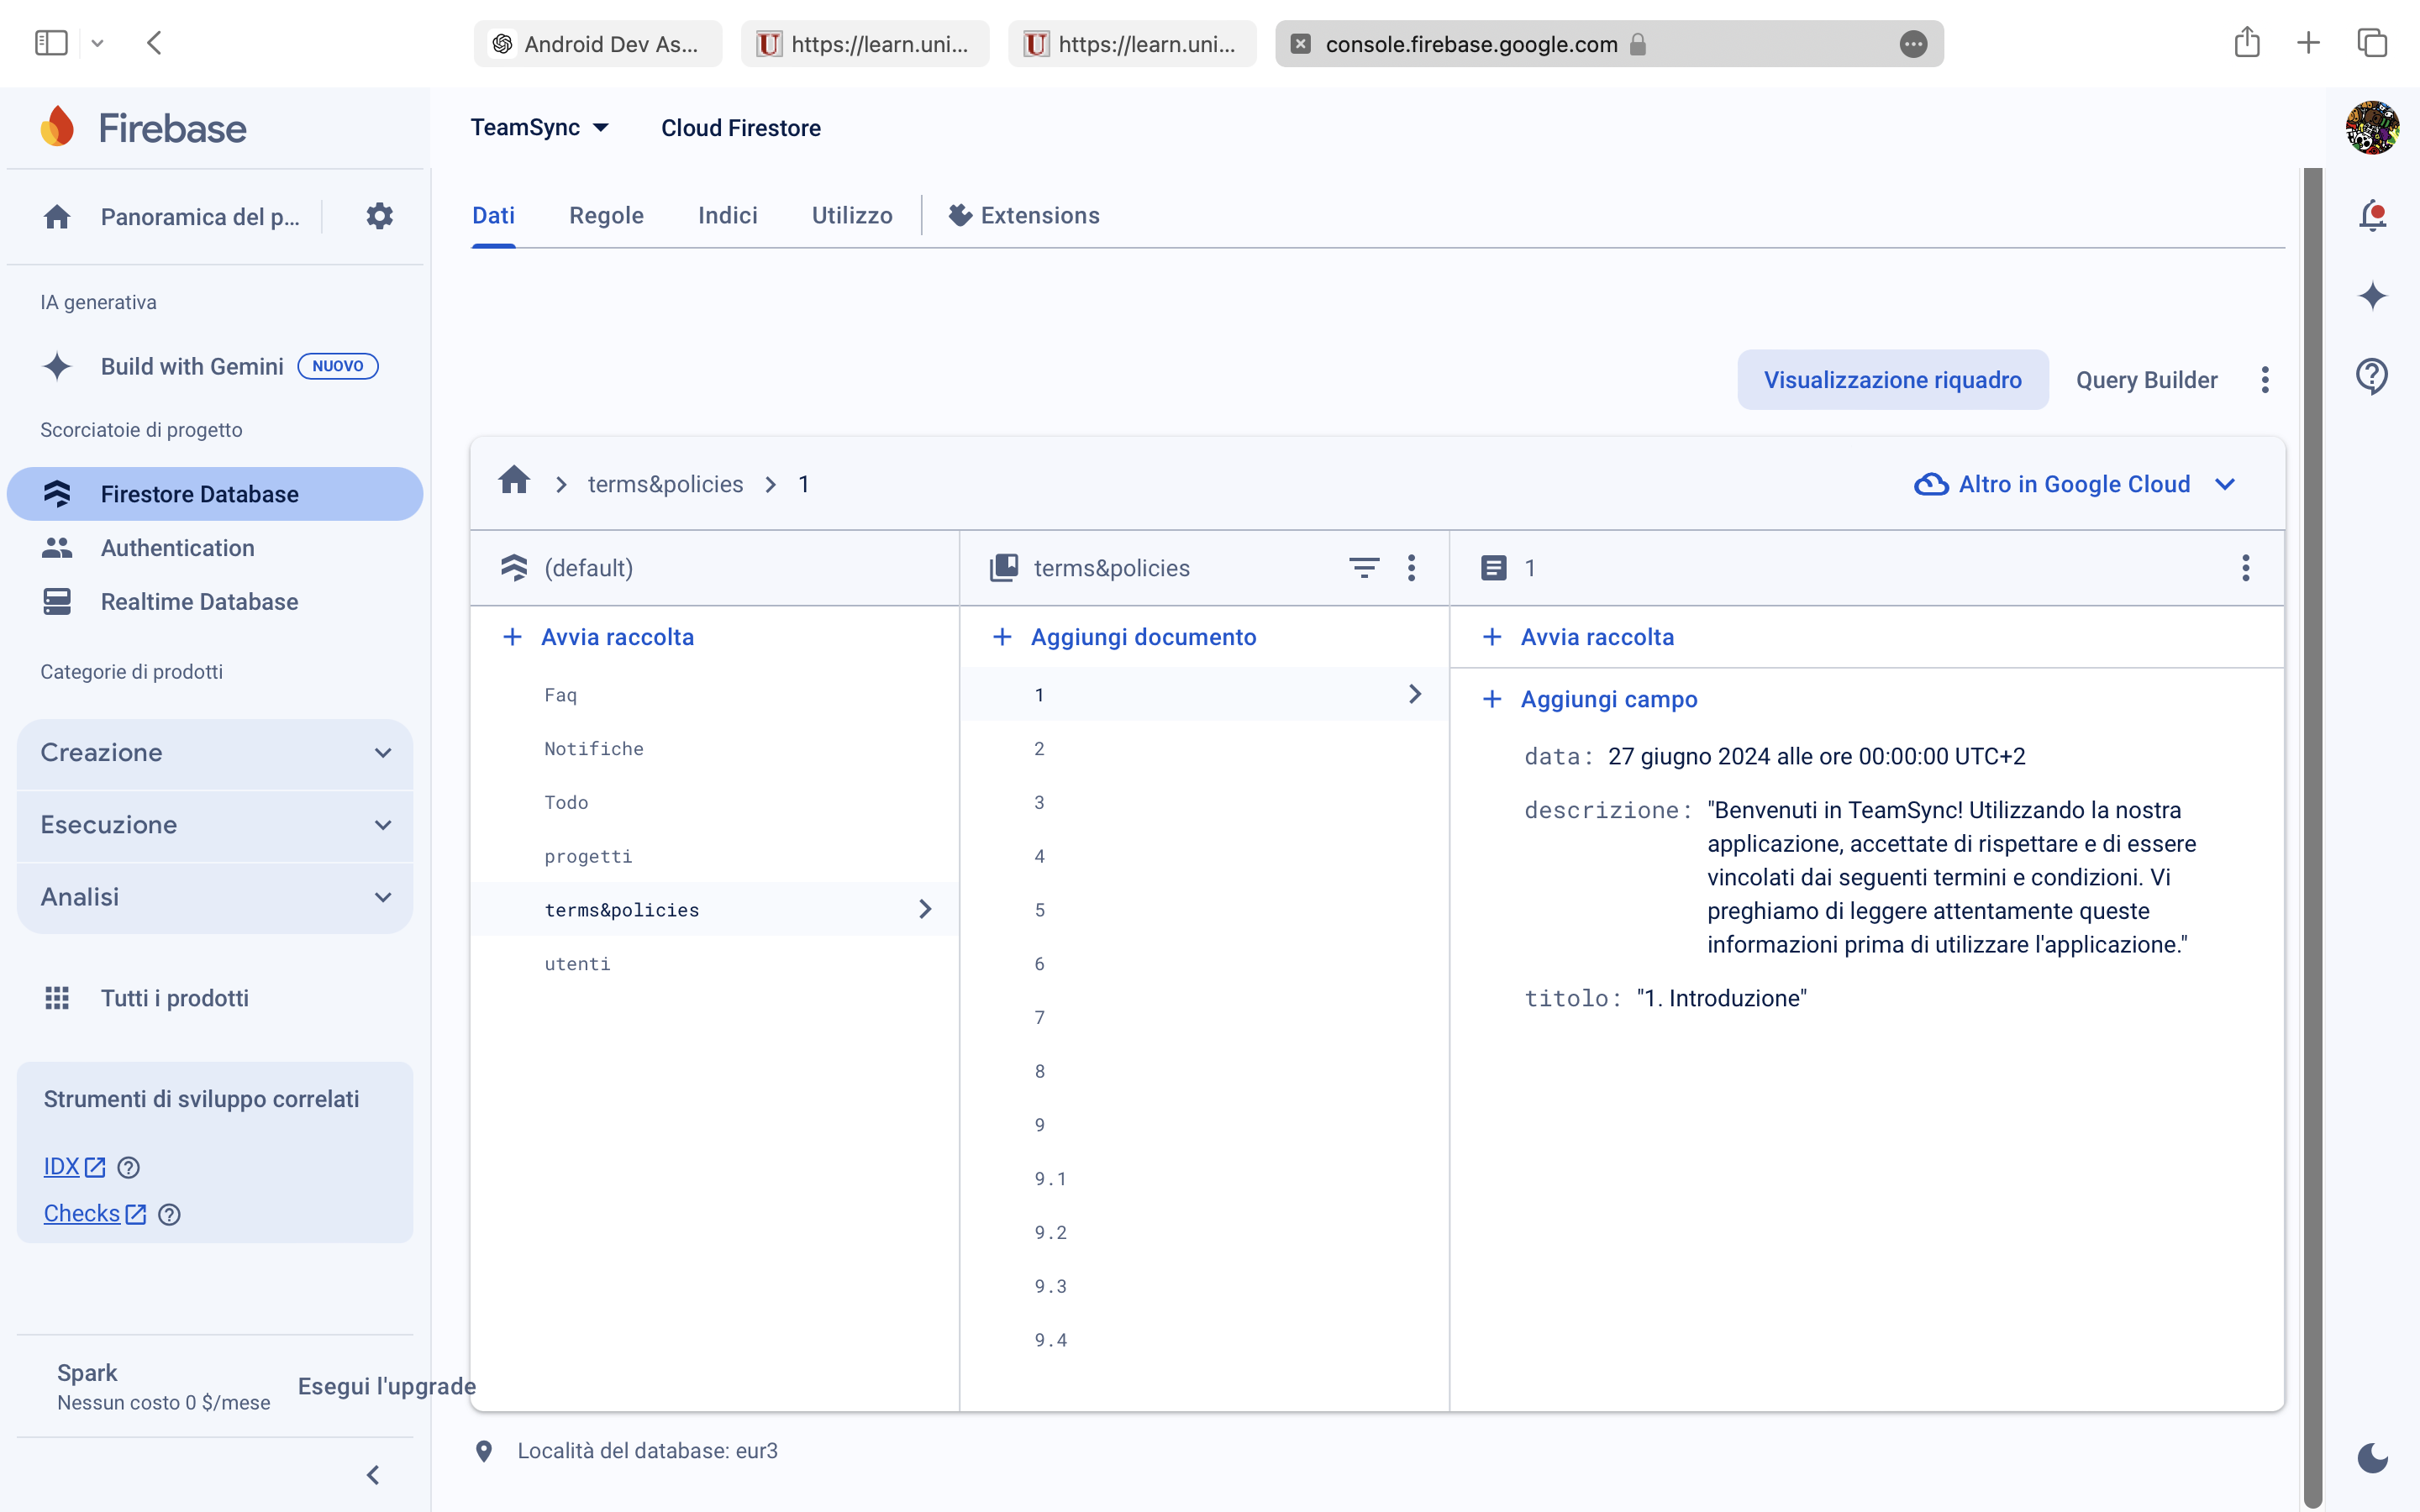 Android Dev As...
https://learn.uni...
https://learn.uni...
console.firebase.google.com
Firebase
TeamSync
Cloud Firestore
Panoramica del p...
Dati
Regole
Indici
Utilizzo
Extensions
IA generativa
Build with Gemini
NUOVO
Scorciatoie di progetto
Firestore Database
Authentication
Realtime Database
Categorie di prodotti
Creazione
Esecuzione
Analisi
Tutti i prodotti
Strumenti di sviluppo correlati
IDX
Checks
Spark
Nessun costo 0 $/mese
Esegui l'upgrade
Visualizzazione riquadro
Query Builder
terms&policies
1
Altro in Google Cloud
(default)
Avvia raccolta
Faq
Notifiche
Todo
progetti
terms&policies
utenti
terms&policies
Aggiungi documento
1
2
3
4
5
6
7
8
9
9.1
9.2
9.3
9.4
1
Avvia raccolta
Aggiungi campo
data: 27 giugno 2024 alle ore 00:00:00 UTC+2
descrizione: "Benvenuti in TeamSync! Utilizzando la nostra
applicazione, accettate di rispettare e di essere
vincolati dai seguenti termini e condizioni. Vi
preghiamo di leggere attentamente queste
informazioni prima di utilizzare l'applicazione."
titolo: "1. Introduzione"
Località del database: eur3